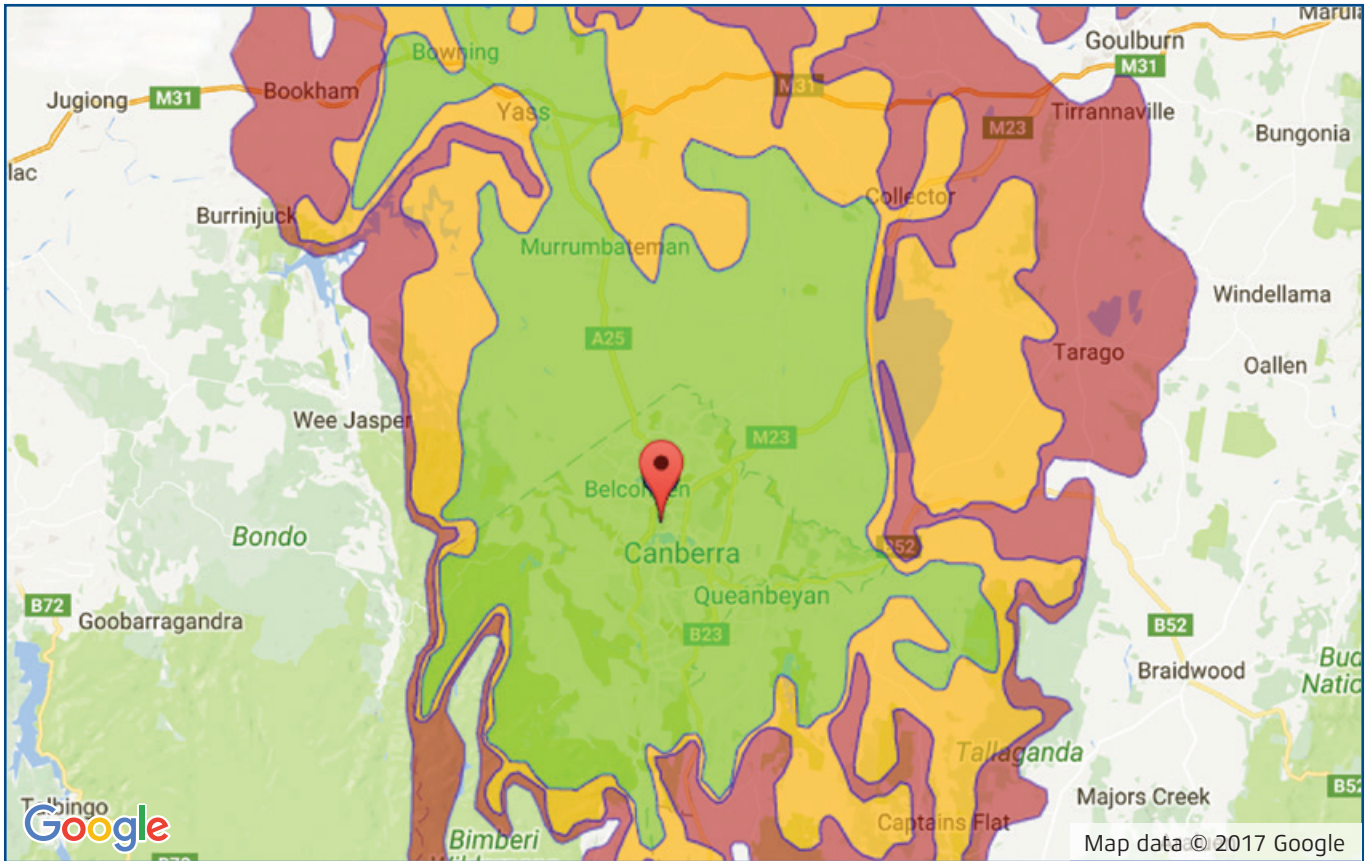 Marula
Goulburn
M31
Bowning
Jugiong
M31
Bookham
M31
Yass
Tirrannaville
M23
Bungonia
lac
Collector
Burrinjuck
Murrumbateman
Windellama
A25
Tarago
Oallen
Wee Jasper
M23
Belconnen
Bondo
B52
Canberra
Queanbeyan
B72
Goobarragandra
B23
B52
Braidwood
Bud
Natio
Tallaganda
B52
Majors Creek
Talbingo
Google
Captains Flat
Bimberi
Map data © 2017 Google